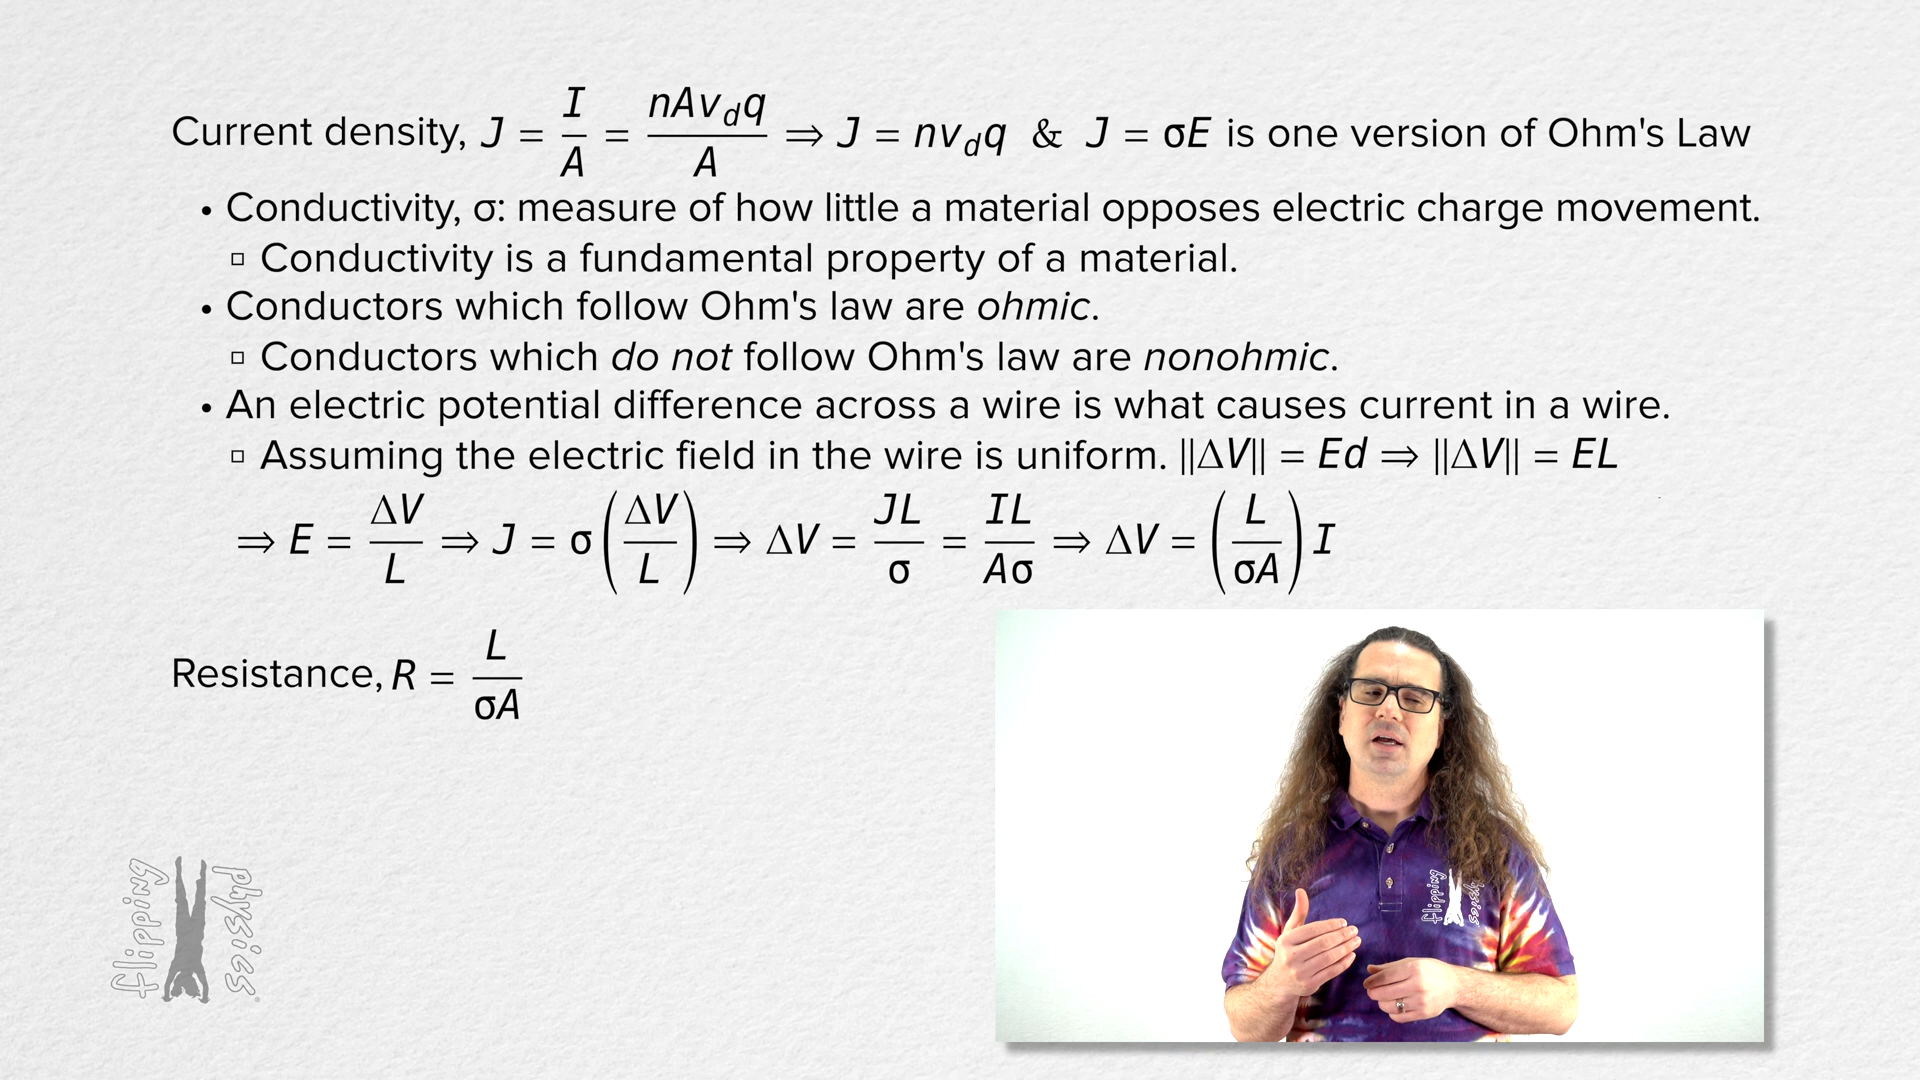 Current density, J = I/A = nAv_dq/A ⇒ J = nv_dq & J = σE is one version of Ohm's Law
• Conductivity, σ: measure of how little a material opposes electric charge movement.
▫ Conductivity is a fundamental property of a material.
• Conductors which follow Ohm's law are ohmic.
▫ Conductors which do not follow Ohm's law are nonohmic.
• An electric potential difference across a wire is what causes current in a wire.
▫ Assuming the electric field in the wire is uniform. ||ΔV|| = Ed ⇒ ||ΔV|| = EL
⇒ E = ΔV/L ⇒ J = σ(ΔV/L) ⇒ ΔV = JL/σ = IL/Aσ ⇒ ΔV = (L/σA)I
Resistance, R = L/σA
flipping physics
flipping physics